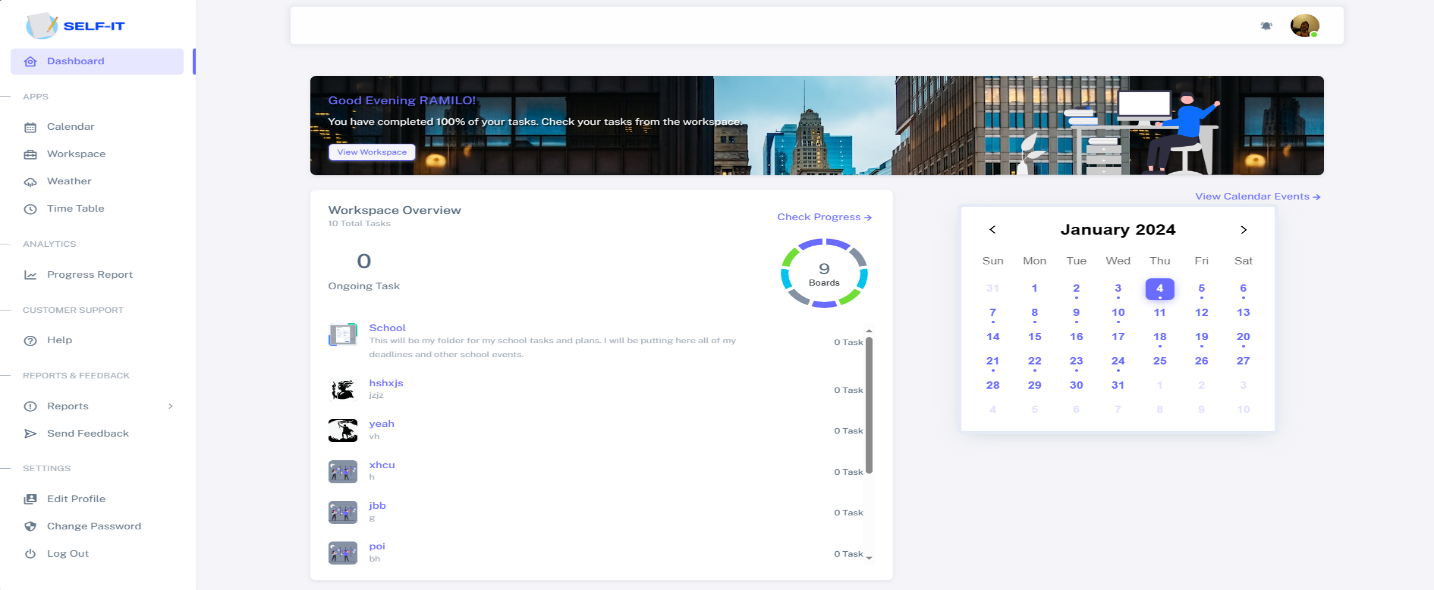 SELF-IT
Dashboard
APPS
Calendar
Workspace
Weather
Time Table
ANALYTICS
Progress Report
CUSTOMER SUPPORT
Help
REPORTS & FEEDBACK
Reports
Send Feedback
SETTINGS
Edit Profile
Change Password
Log Out
Good Evening RAMILO!
You have completed 100% of your tasks. Check your tasks from the workspace.
View Workspace
Workspace Overview
10 Total Tasks
Check Progress →
0
Ongoing Task
9
Boards
School
This will be my folder for my school tasks and plans. I will be putting here all of my
deadlines and other school events.
0 Task
hshxjs
jzjz
0 Task
yeah
vh
0 Task
xhcu
h
0 Task
jbb
g
0 Task
poi
bh
0 Task
View Calendar Events →
< January 2024 >
Sun Mon Tue Wed Thu Fri Sat
31 1 2 3 4 5 6
7 8 9 10 11 12 13
14 15 16 17 18 19 20
21 22 23 24 25 26 27
28 29 30 31 1 2 3
4 5 6 7 8 9 10